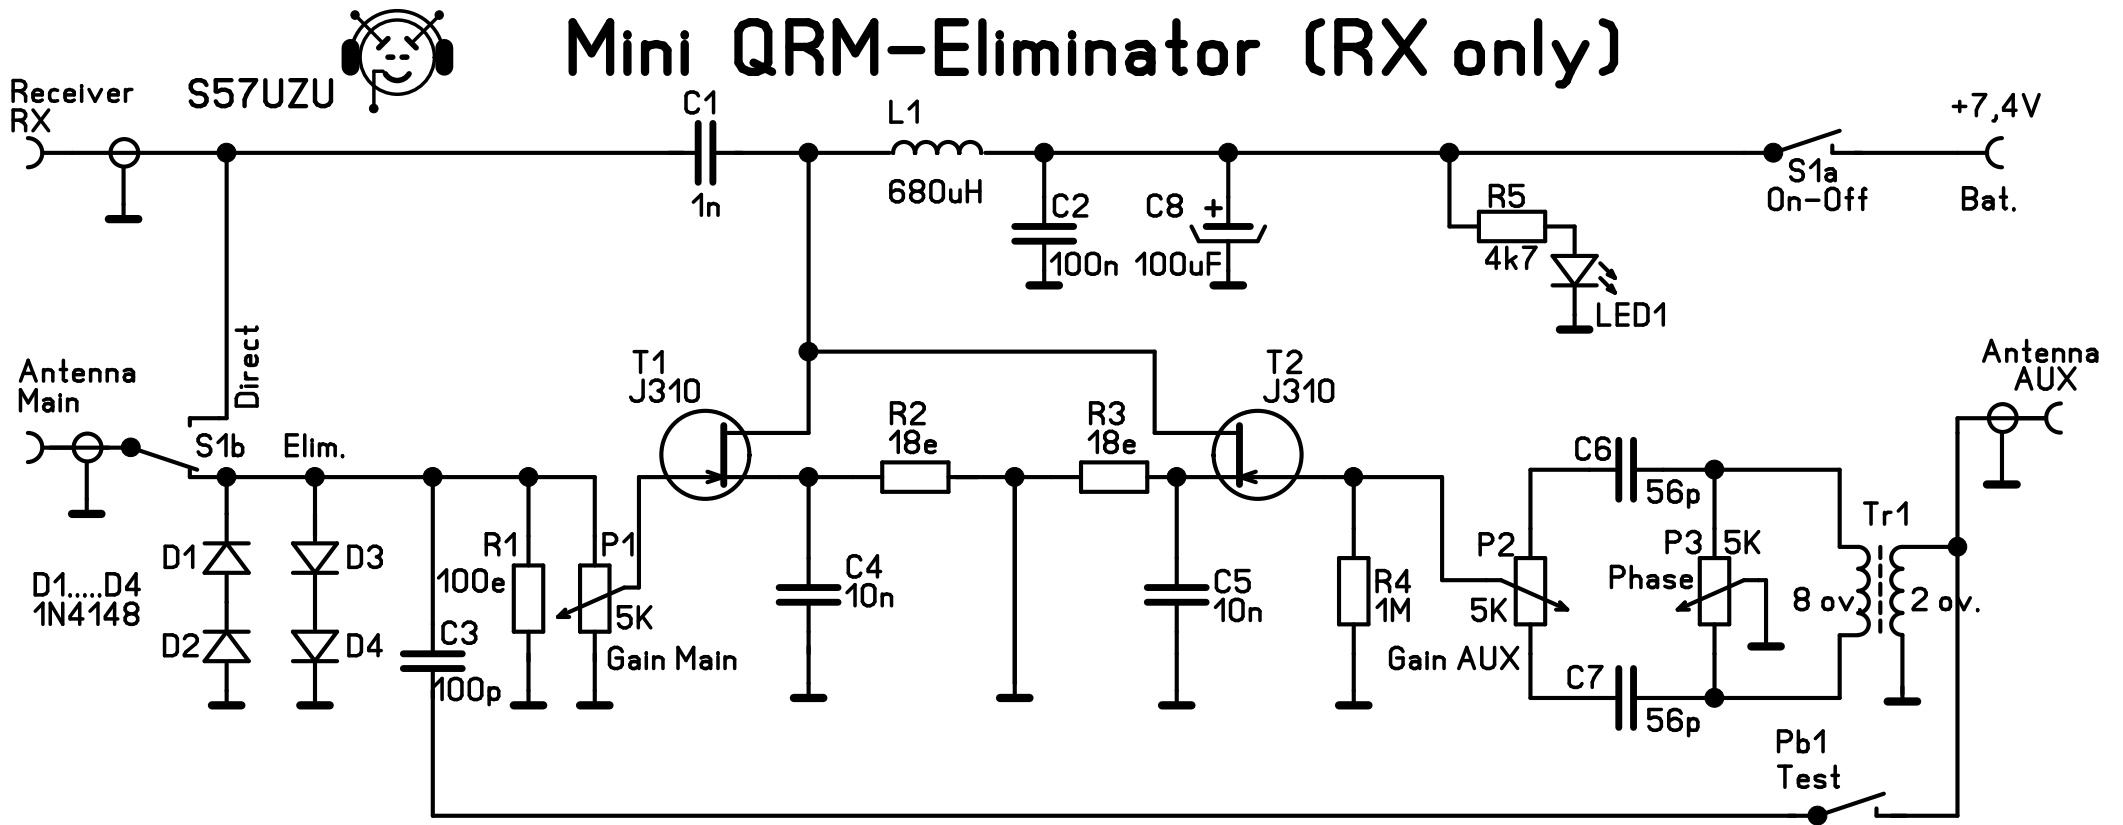 Mini QRM-Eliminator (RX only)
S57UZU
Receiver
RX
C1
1n
L1
680uH
C2
100n
C8 +
100uF
R5
4k7
LED1
S1a
On-Off
+7,4V
Bat.
Direct
Antenna
Main
S1b
Elim.
T1
J310
R2
18e
R3
18e
T2
J310
Antenna
AUX
D1
D2
D3
D4
D1.....D4
1N4148
C3
100p
R1
100e
P1
5K
Gain Main
C4
10n
C5
10n
R4
1M
P2
5K
Gain AUX
C6
56p
C7
56p
P3 5K
Phase
Tr1
8 ov.
2 ov.
Pb1
Test